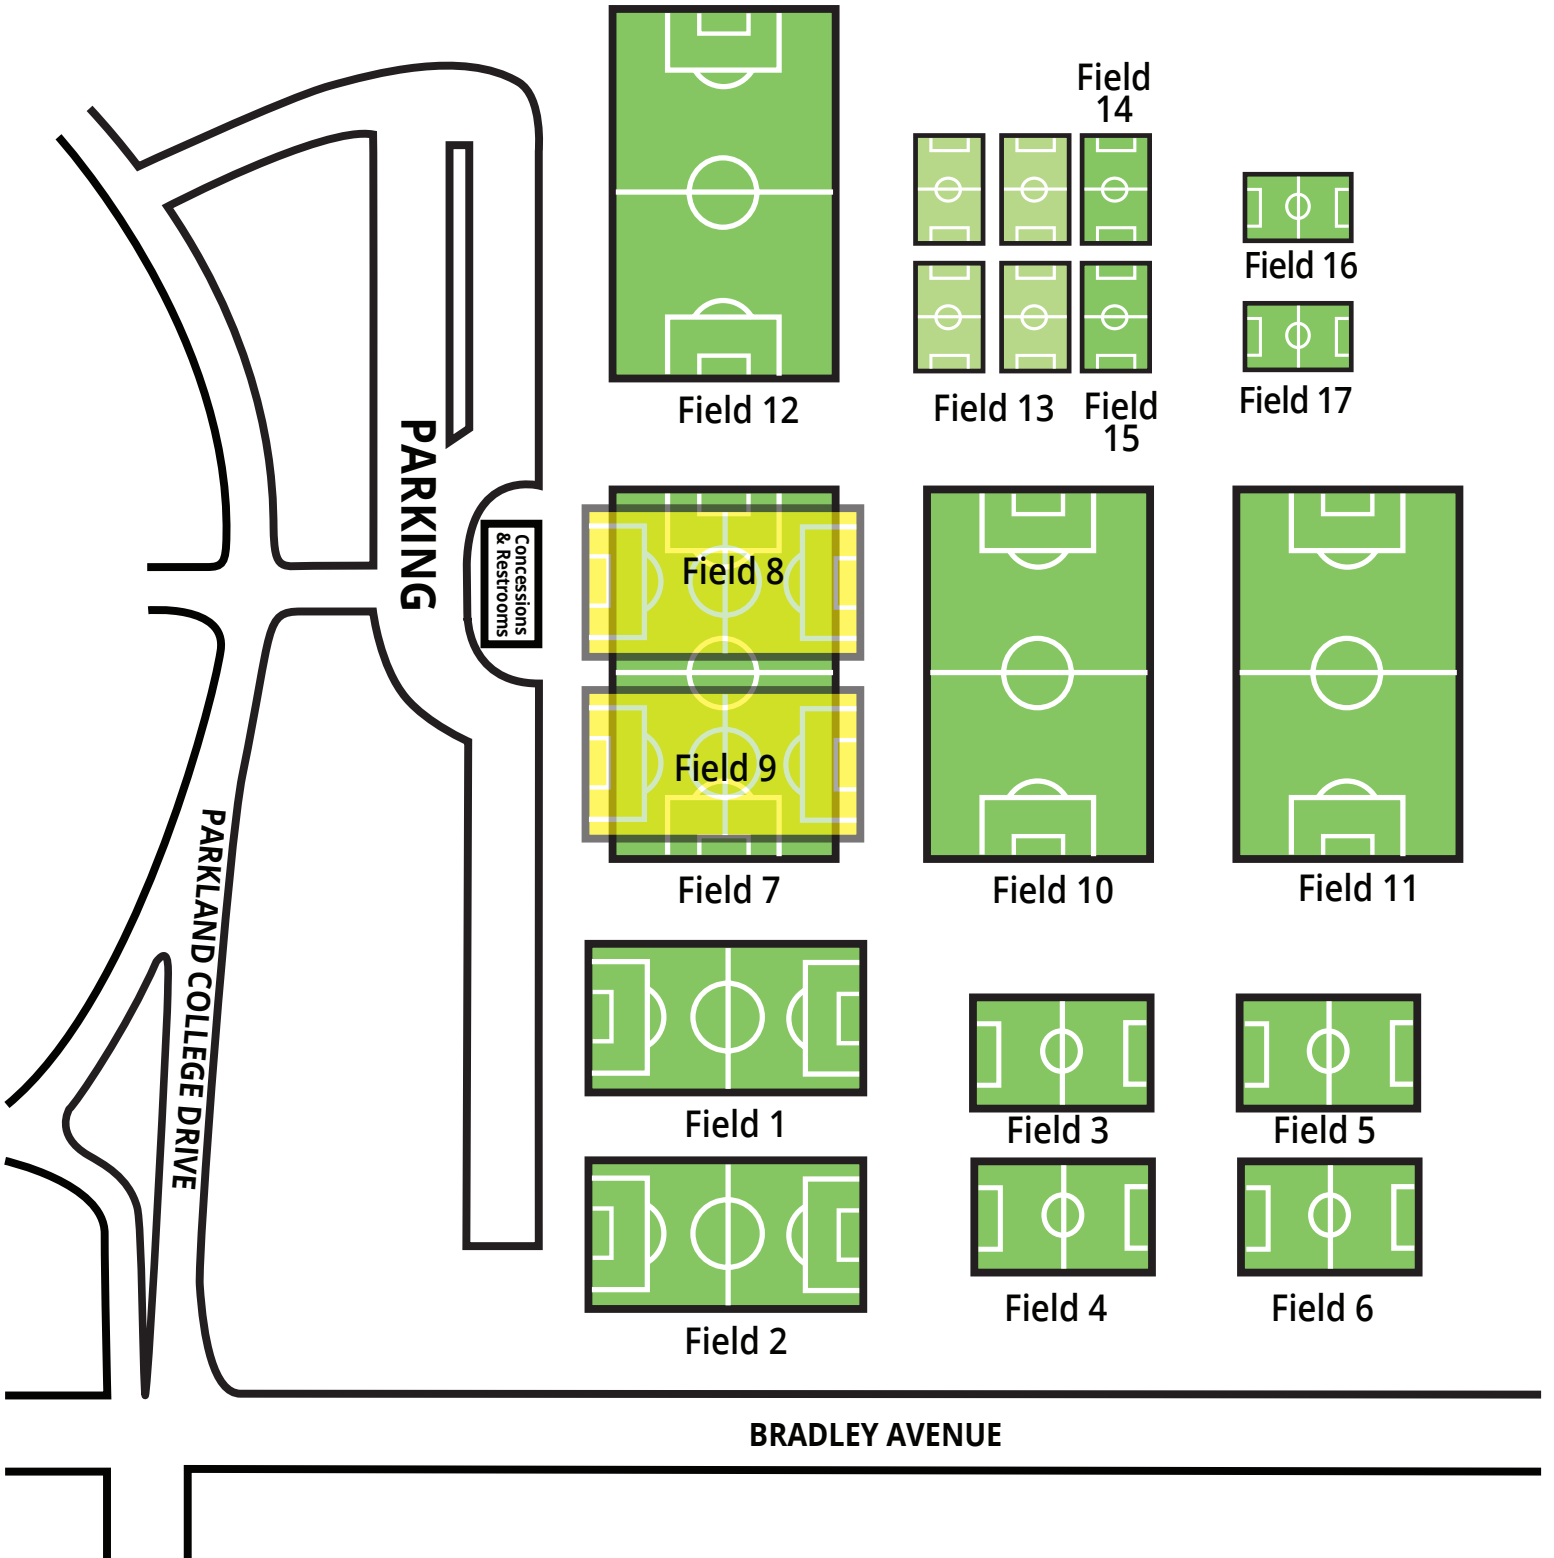 Field
14
Field 16
Field 17
Field 12
Field 13
Field
15
PARKING
Concessions
& Restrooms
Field 8
Field 9
Field 7
Field 10
Field 11
PARKLAND COLLEGE DRIVE
Field 1
Field 3
Field 5
Field 4
Field 6
Field 2
BRADLEY AVENUE